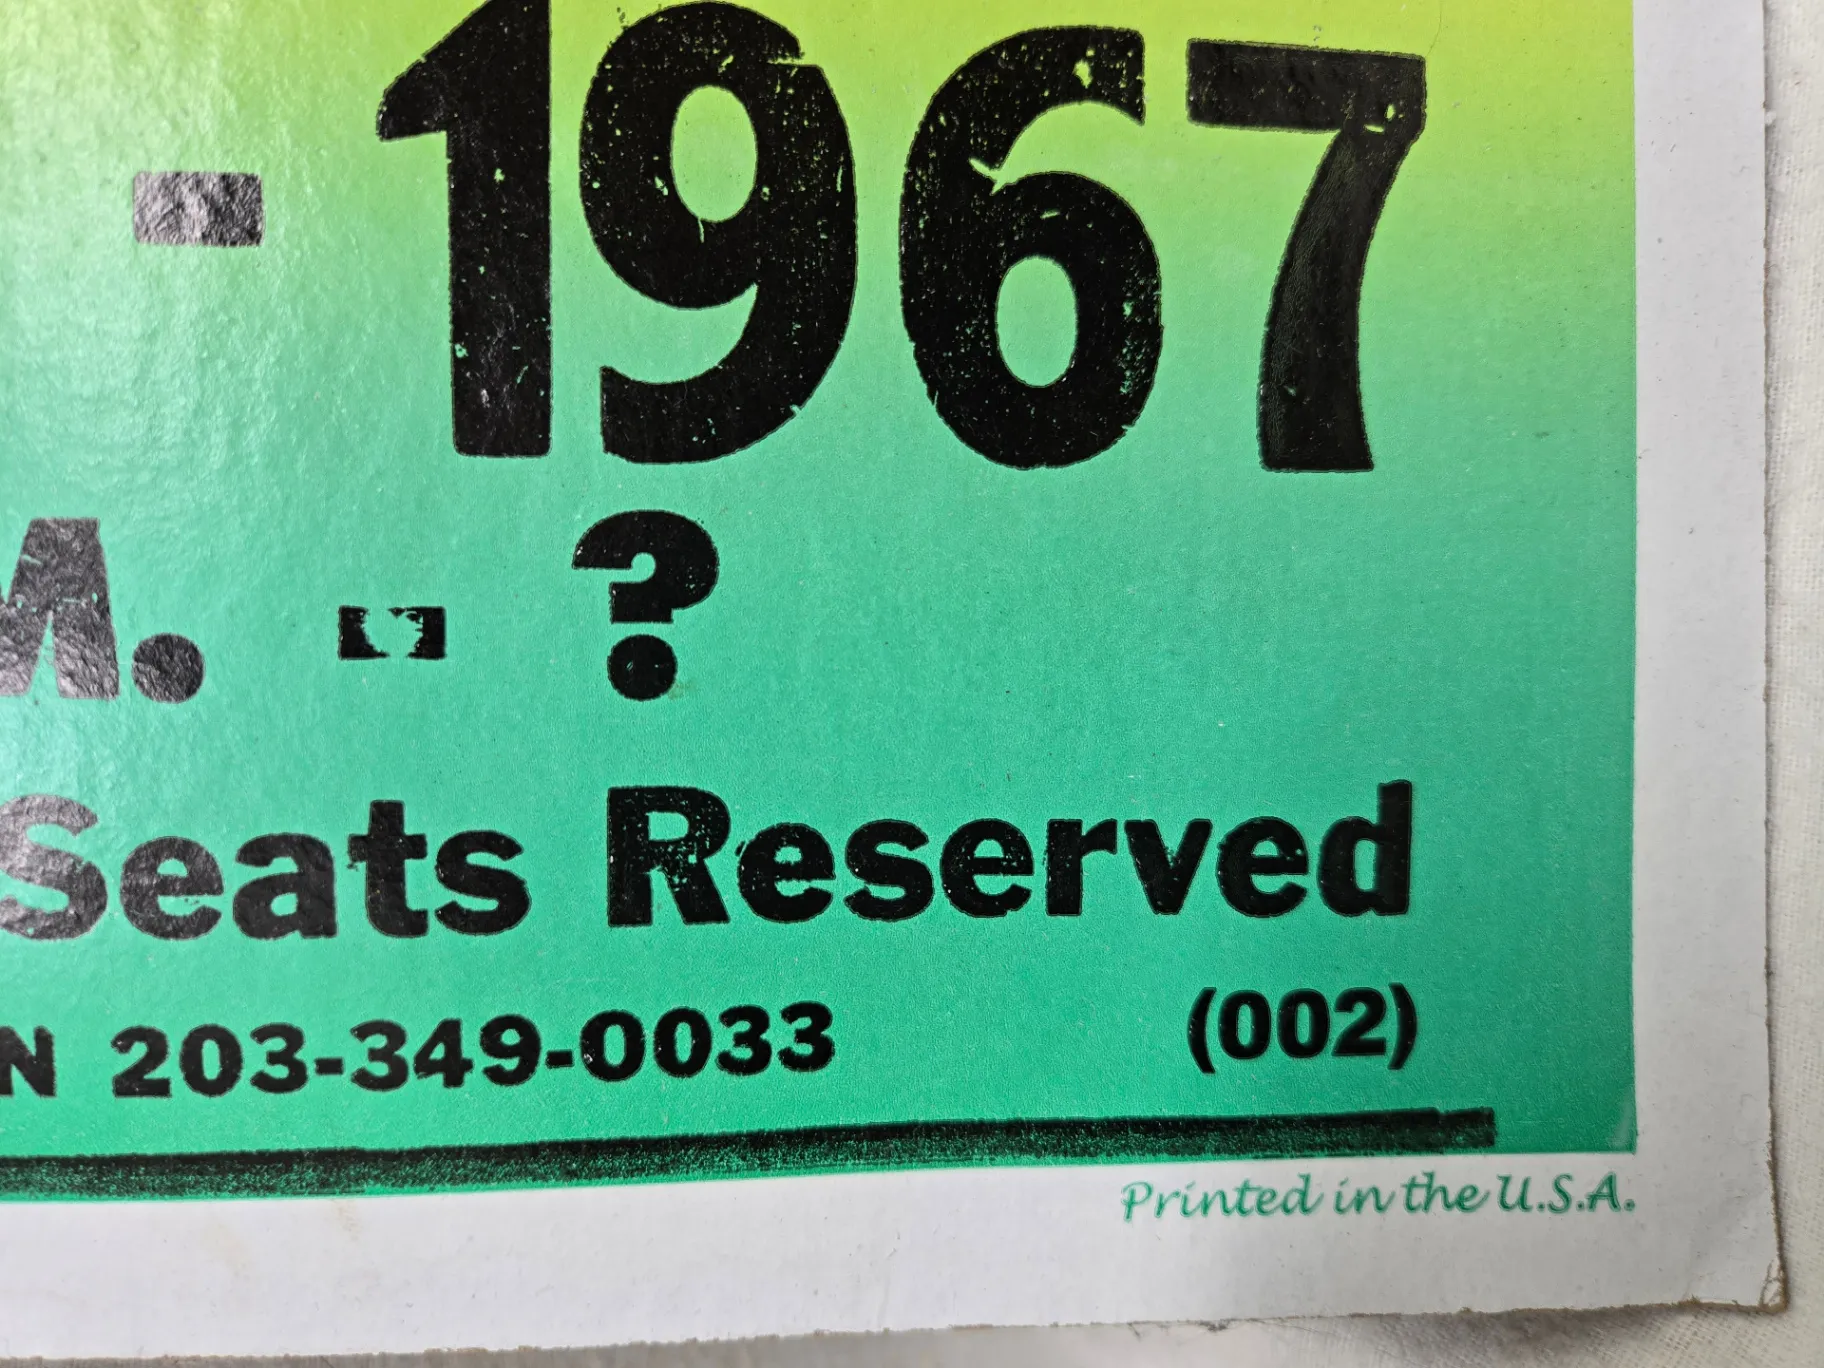 - 1967
M. - ?
Seats Reserved
N 203-349-0033 (002)
Printed in the U.S.A.